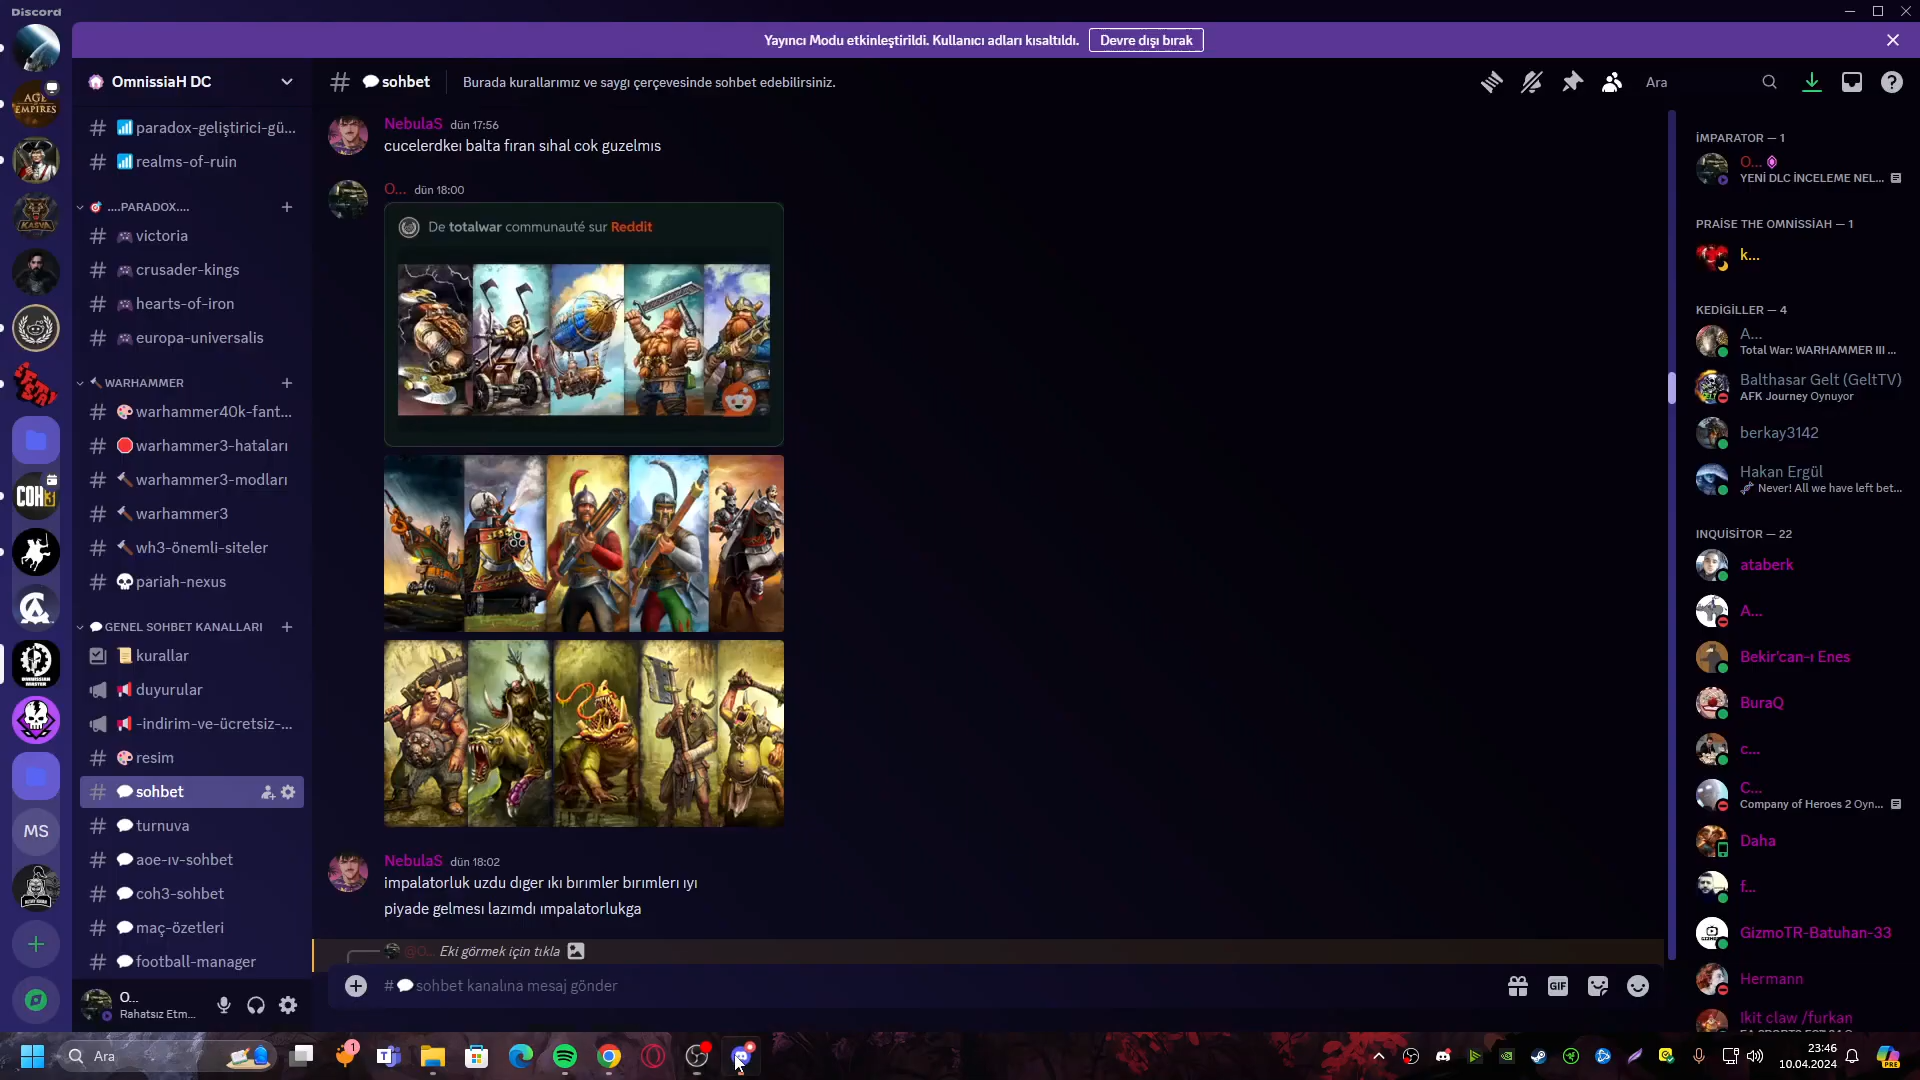 Discord
Yayıncı Modu etkinleştirildi. Kullanıcı adları kısaltıldı.
Devre dışı bırak
OmnissiaH DC
sohbet
Burada kurallarımız ve saygı çerçevesinde sohbet edebilirsiniz.
Ara
paradox-geliştirici-gü...
realms-of-ruin
....PARADOX....
victoria
crusader-kings
hearts-of-iron
europa-universalis
WARHAMMER
warhammer40k-fant...
warhammer3-hataları
warhammer3-modları
warhammer3
wh3-önemli-siteler
pariah-nexus
GENEL SOHBET KANALLARI
kurallar
duyurular
-indirim-ve-ücretsiz-...
resim
sohbet
turnuva
aoe-ıv-sohbet
coh3-sohbet
maç-özetleri
football-manager
O...
Rahatsız Etm...
AGE
EMPIRES
KASVA
COH3
MS
NebulaS dün 17:56
cucelerdkeı balta fıran sıhal cok guzelmıs
O... dün 18:00
De totalwar communauté sur Reddit
NebulaS dün 18:02
impalatorluk uzdu dıger ıkı bırımler bırımlerı ıyı
piyade gelmesı lazımdı ımpalatorlukga
@O... Eki görmek için tıkla
#sohbet kanalına mesaj gönder
GIF
İMPARATOR — 1
O...
YENİ DLC İNCELEME NEL...
PRAİSE THE OMNİSSİAH — 1
k...
KEDİGİLLER — 4
A...
Total War: WARHAMMER III ...
Balthasar Gelt (GeltTV)
AFK Journey Oynuyor
berkay3142
Hakan Ergül
Never! All we have left bet...
INQUİSİTOR — 22
ataberk
A...
Bekir'can-ı Enes
BuraQ
c...
C...
Company of Heroes 2 Oyn...
Daha
f...
GizmoTR-Batuhan-33
Hermann
Ikit claw /furkan
Ara
1
23:46
10.04.2024
PRE